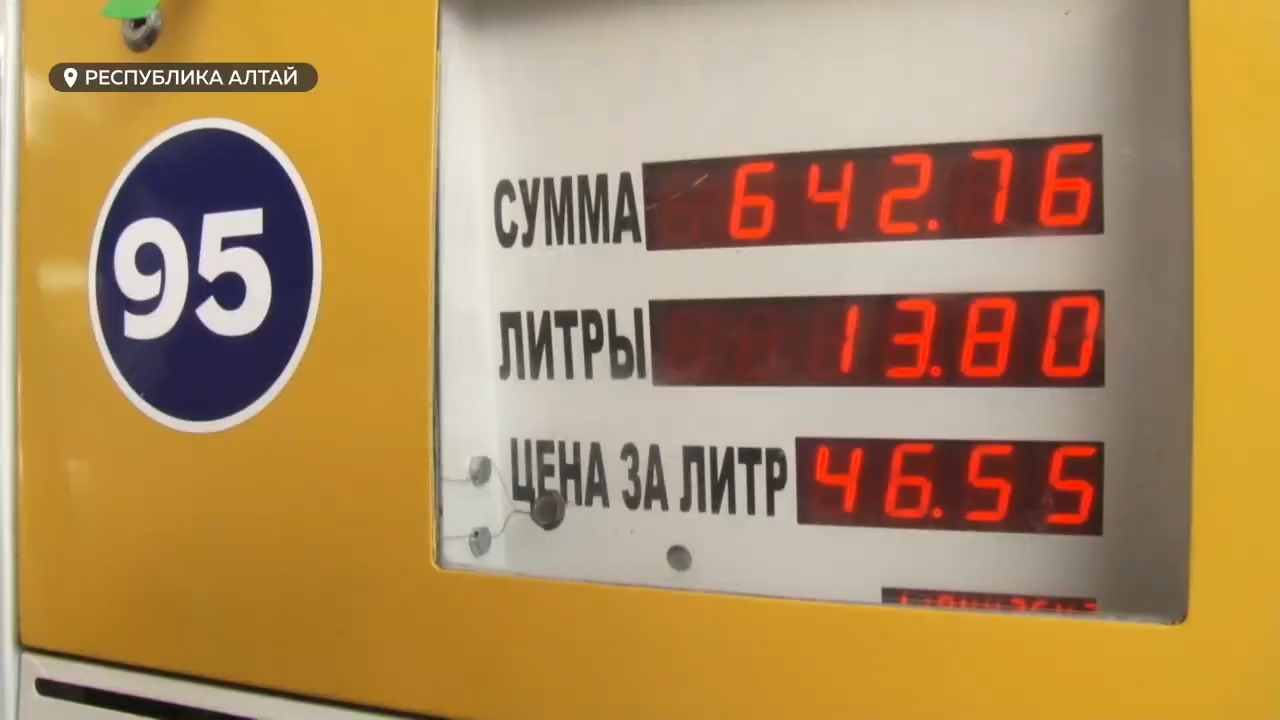 РЕСПУБЛИКА АЛТАЙ
95
СУММА 642.76
ЛИТРЫ 13.80
ЦЕНА ЗА ЛИТР 46.55